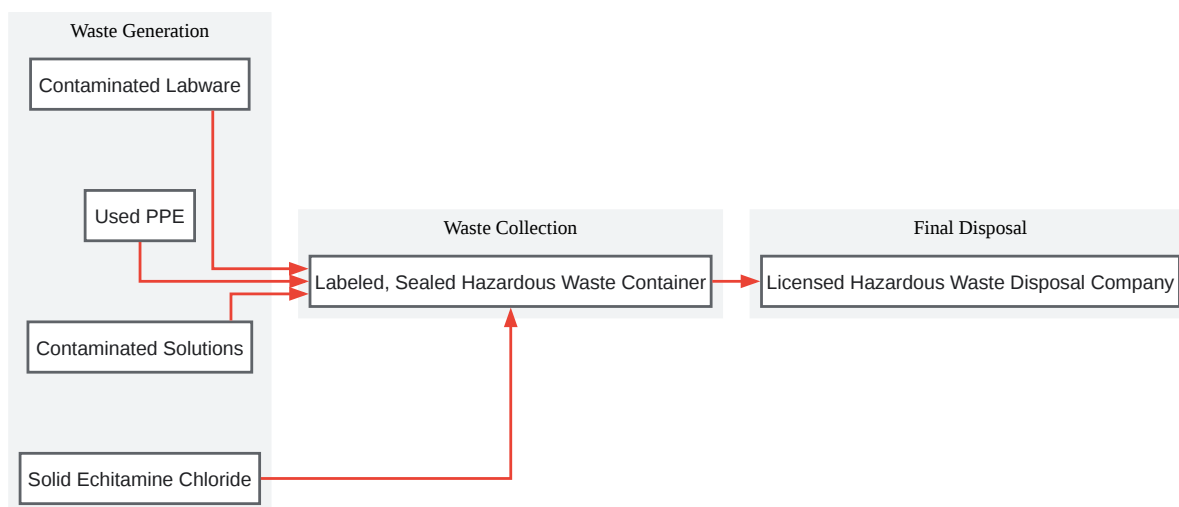 Waste Generation
Contaminated Labware
Used PPE
Contaminated Solutions
Solid Echitamine Chloride
Waste Collection
Labeled, Sealed Hazardous Waste Container
Final Disposal
Licensed Hazardous Waste Disposal Company